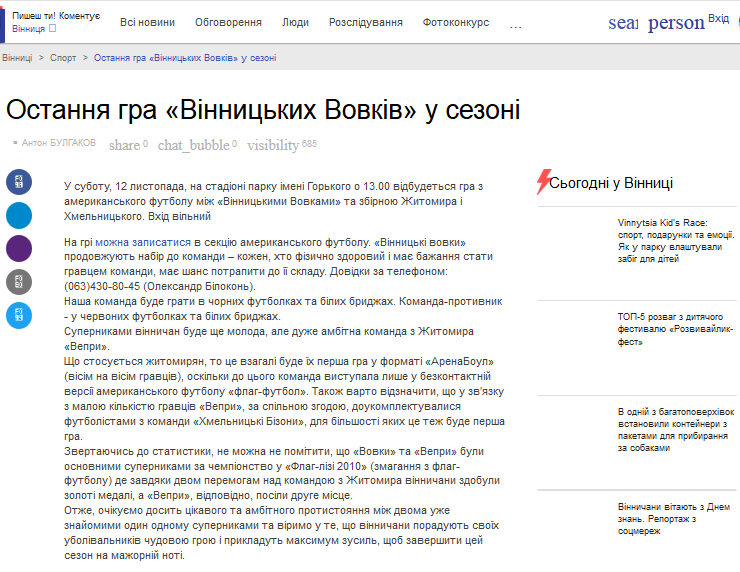 Пишеш ти! Коментує
Вінниця
Всі новини Обговорення Люди Розслідування Фотоконкурс ...
sear person Вхід
Вінниці > Спорт > Остання гра «Вінницьких Вовків» у сезоні
Остання гра «Вінницьких Вовків» у сезоні
Антон БУЛГАКОВ share 0 chat_bubble 0 visibility 685
У суботу, 12 листопада, на стадіоні парку імені Горького о 13.00 відбудеться гра з
американського футболу між «Вінницькими Вовками» та збірною Житомира і
Хмельницького. Вхід вільний
На грі можна записатися в секцію американського футболу. «Вінницькі вовки»
продовжують набір до команди – кожен, хто фізично здоровий і має бажання стати
гравцем команди, має шанс потрапити до її складу. Довідки за телефоном:
(063)430-80-45 (Олександр Білоконь).
Наша команда буде грати в чорних футболках та білих бриджах. Команда-противник
- у червоних футболках та білих бриджах.
Суперниками вінничан буде ще молода, але дуже амбітна команда з Житомира
«Вепри».
Що стосується житомирян, то це взагалі буде їх перша гра у форматі «АренаБоул»
(вісім на вісім гравців), оскільки до цього команда виступала лише у безконтактній
версії американського футболу «флаг-футбол». Також варто відзначити, що у зв'язку
з малою кількістю гравців «Вепри», за спільною згодою, доукомплектувалися
футболістами з команди «Хмельницькі Бізони», для більшості яких це теж буде перша
гра.
Звертаючись до статистики, не можна не помітити, що «Вовки» та «Вепри» були
основними суперниками за чемпіонство у «Флаг-лізі 2010» (змагання з флаг-
футболу) де завдяки двом перемогам над командою з Житомира вінничани здобули
золоті медалі, а «Вепри», відповідно, посіли друге місце.
Отже, очікуємо досить цікавого та амбітного протистояння між двома уже
знайомими один одному суперниками та віримо у те, що вінничани порадують своїх
уболівальників чудовою грою і прикладуть максимум зусиль, щоб завершити цей
сезон на мажорній ноті.
Сьогодні у Вінниці
Vinnytsia Kid's Race:
спорт, подарунки та емоції.
Як у парку влаштували
забіг для дітей
ТОП-5 розваг з дитячого
фестивалю «Розвивайлик-
фест»
В одній з багатоповерхівок
встановили контейнери з
пакетами для прибирання
за собаками
Вінничани вітають з Днем
знань. Репортаж з
соцмереж